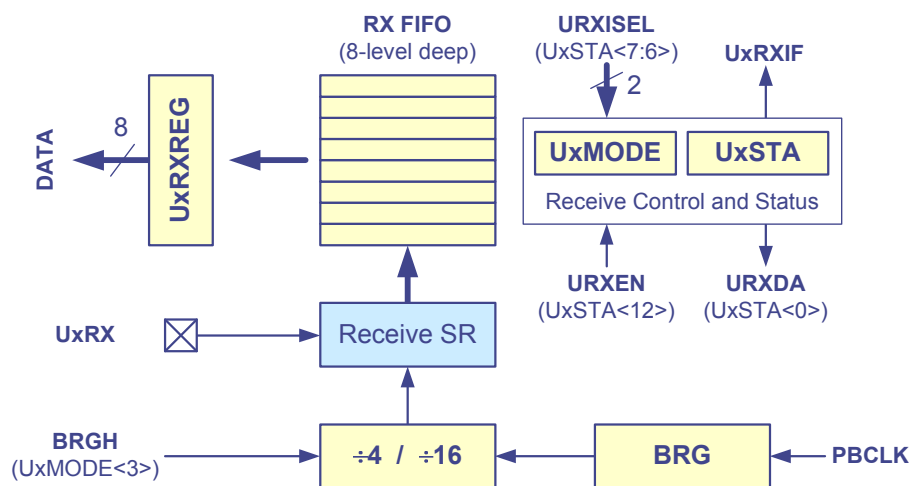 RX FIFO
(8-level deep)
URXISEL
(UxSTA<7:6>)
UxRXIF
2
8
DATA
UxRXREG
UxMODE
UxSTA
Receive Control and Status
URXEN
(UxSTA<12>)
URXDA
(UxSTA<0>)
UxRX
Receive SR
BRGH
(UxMODE<3>)
÷4 / ÷16
BRG
PBCLK